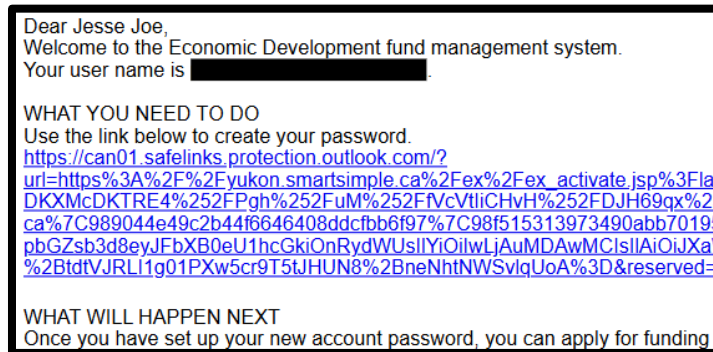 Dear Jesse Joe,
Welcome to the Economic Development fund management system.
Your user name is .
WHAT YOU NEED TO DO
Use the link below to create your password.
https://can01.safelinks.protection.outlook.com/?
url=https%3A%2F%2Fyukon.smartsimple.ca%2Fex%2Fex_activate.jsp%3Fla
DKXMcDKTRE4%252FPgh%252FuM%252FfVcVtIiCHvH%252FDJH69qx%2
ca%7C989044e49c2b44f6646408ddcfbb6f97%7C98f515313973490abb7019
pbGZsb3d8eyJFbXB0eU1hcGkiOnRydWUsIlYiOiIwLjAuMDAwMCIsIlAiOiJXa
%2BtdtVJRLI1g01PXw5cr9T5tJHUN8%2BneNhtNWSvlqUoA%3D&reserved=
WHAT WILL HAPPEN NEXT
Once you have set up your new account password, you can apply for funding